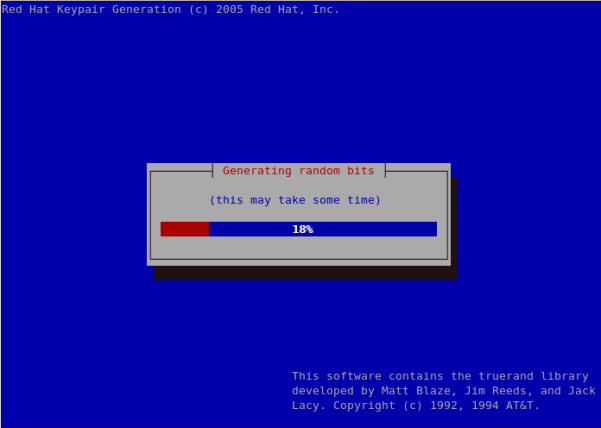 Red Hat Keypair Generation (c) 2005 Red Hat, Inc.
Generating random bits
(this may take some time)
18%
This software contains the truerand library
developed by Matt Blaze, Jim Reeds, and Jack
Lacy. Copyright (c) 1992, 1994 AT&T.